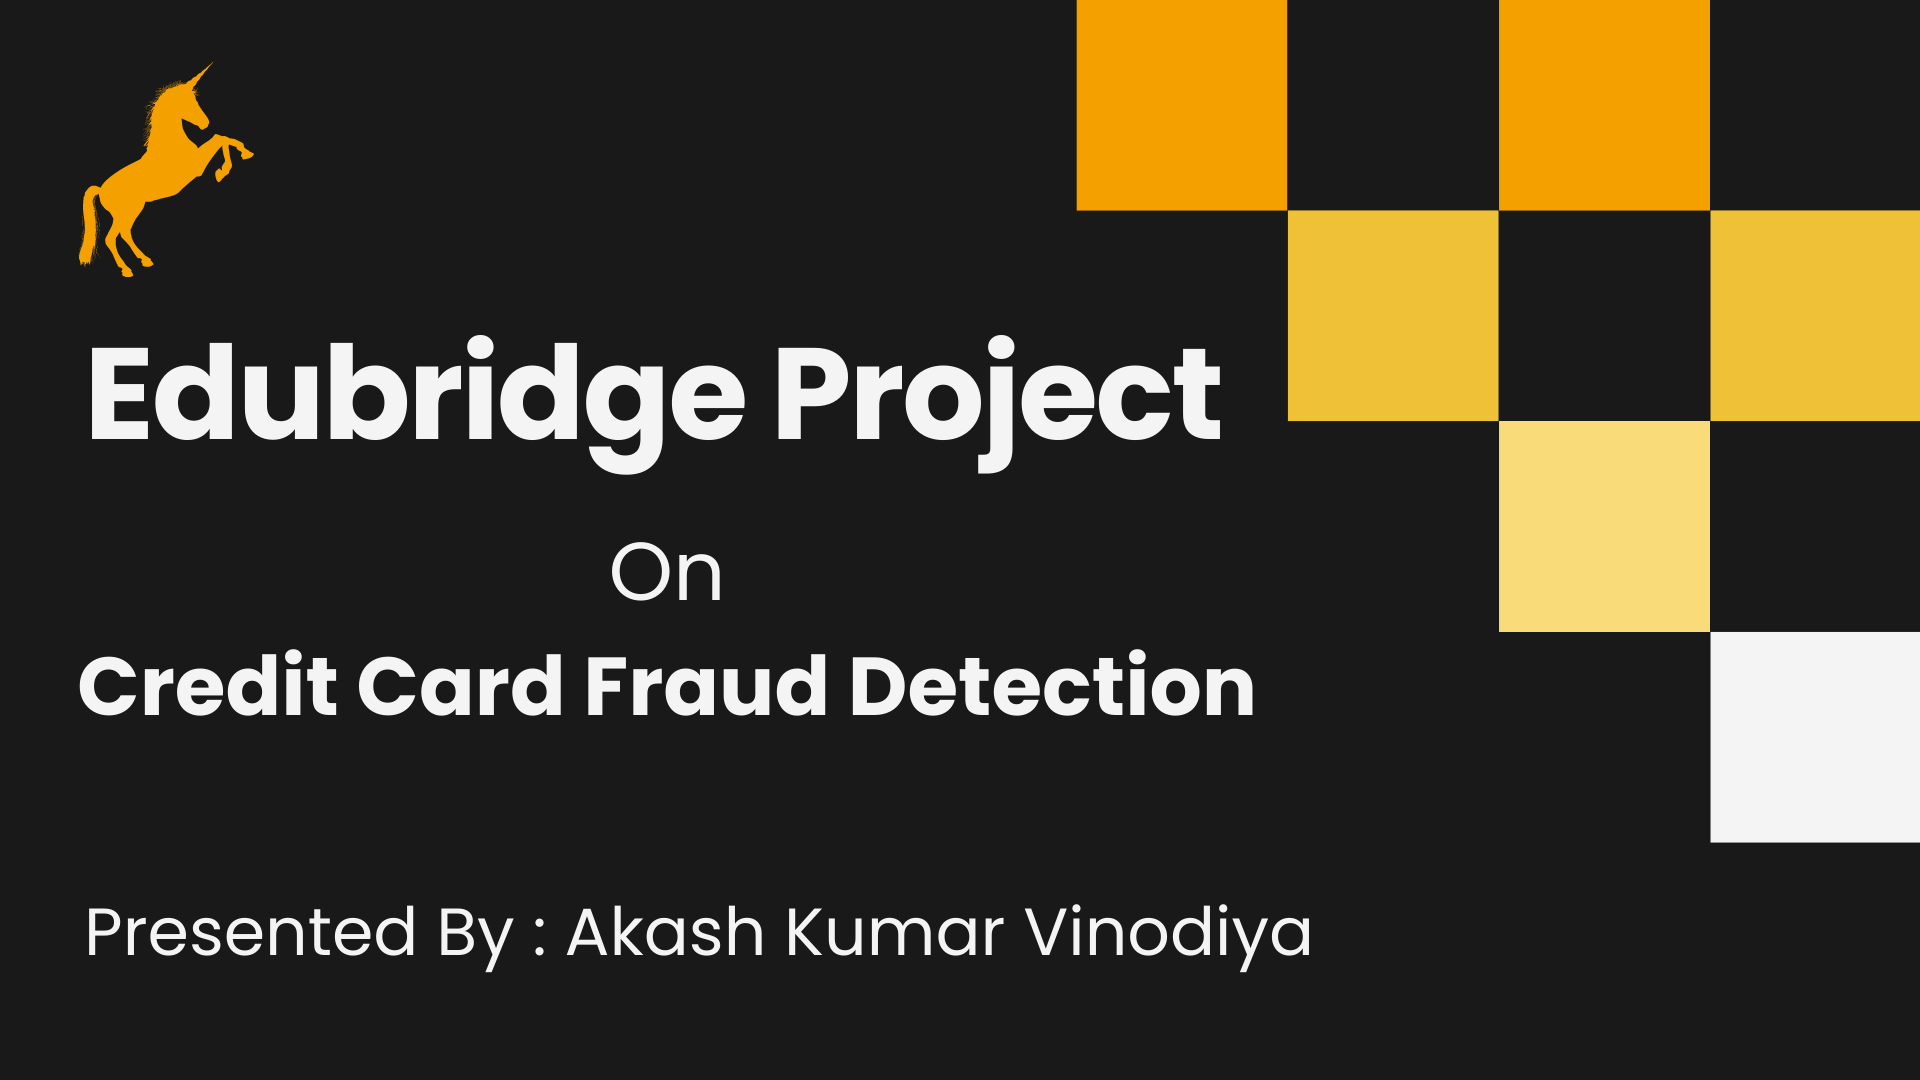 Edubridge Project
On
Credit Card Fraud Detection
Presented By : Akash Kumar Vinodiya